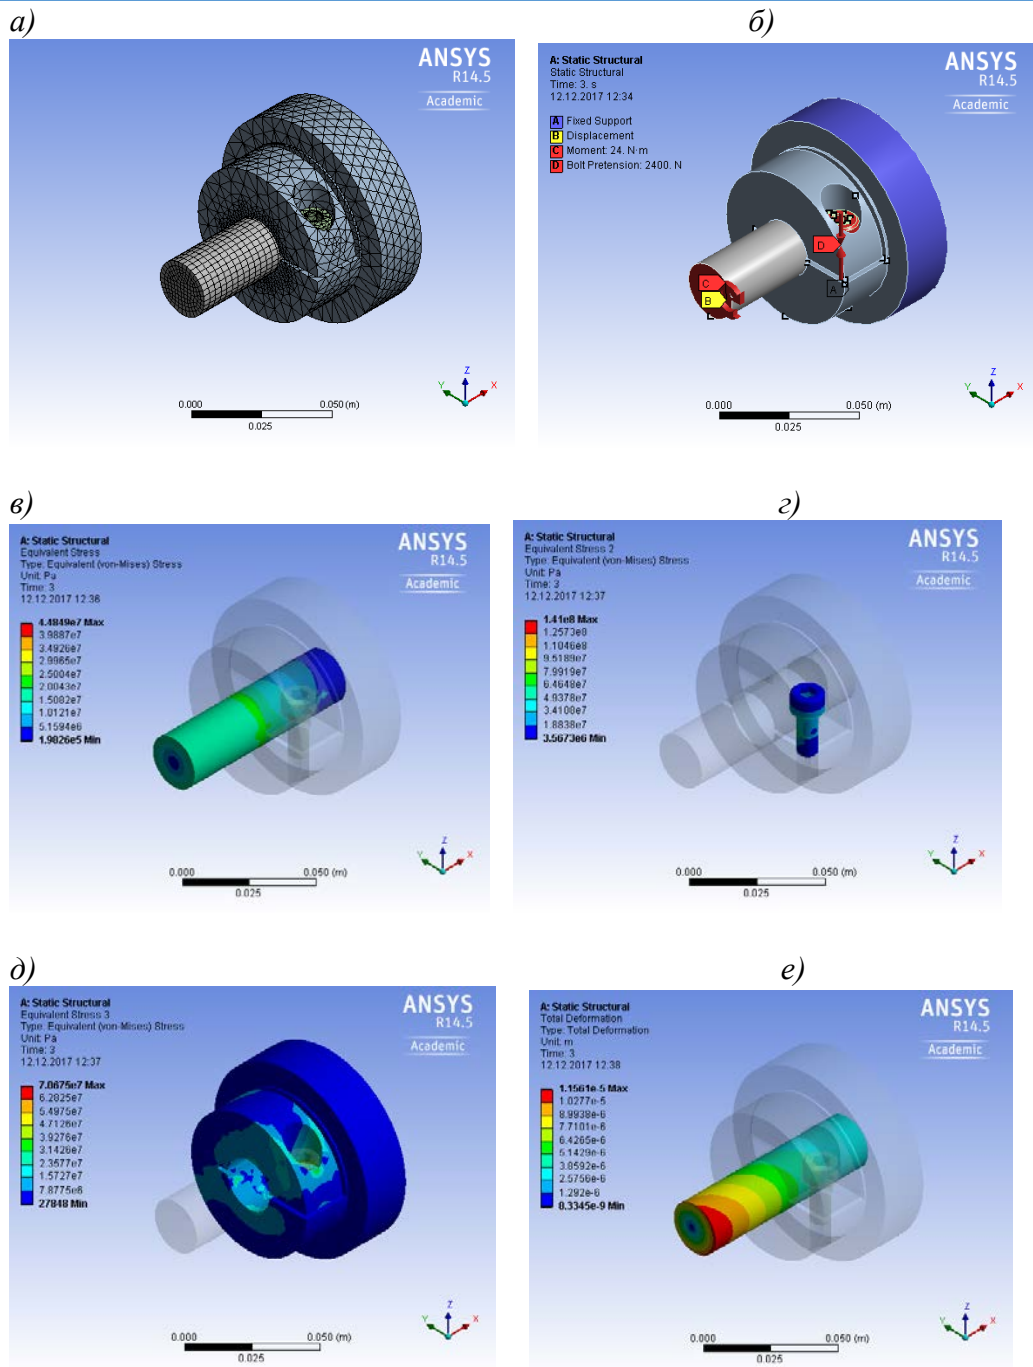 а)
б)
ANSYS
R14.5
Academic
0.000
0.050 (m)
0.025
Y
Z
X
A: Static Structural
Static Structural
Time: 3. s
12.12.2017 12:34
A Fixed Support
B Displacement
C Moment: 24. N·m
D Bolt Pretension: 2400. N
ANSYS
R14.5
Academic
D
C
B
A
0.000
0.050 (m)
0.025
Y
Z
X
в)
г)
A: Static Structural
Equivalent Stress
Type: Equivalent (von-Mises) Stress
Unit: Pa
Time: 3
12.12.2017 12:36
4.4849e7 Max
3.9887e7
3.4926e7
2.9965e7
2.5004e7
2.0043e7
1.5082e7
1.0121e7
5.1594e6
1.9826e5 Min
ANSYS
R14.5
Academic
0.000
0.050 (m)
0.025
Y
Z
X
A: Static Structural
Equivalent Stress 2
Type: Equivalent (von-Mises) Stress
Unit: Pa
Time: 3
12.12.2017 12:37
1.41e8 Max
1.2573e8
1.1046e8
9.5189e7
7.9919e7
6.4648e7
4.9378e7
3.4108e7
1.8838e7
3.5673e6 Min
ANSYS
R14.5
Academic
0.000
0.050 (m)
0.025
Y
Z
X
д)
е)
A: Static Structural
Equivalent Stress 3
Type: Equivalent (von-Mises) Stress
Unit: Pa
Time: 3
12.12.2017 12:37
7.0675e7 Max
6.2825e7
5.4975e7
4.7126e7
3.9276e7
3.1426e7
2.3577e7
1.5727e7
7.8775e6
27848 Min
ANSYS
R14.5
Academic
0.000
0.050 (m)
0.025
Y
Z
X
A: Static Structural
Total Deformation
Type: Total Deformation
Unit: m
Time: 3
12.12.2017 12:38
1.1561e-5 Max
1.0277e-5
8.9938e-6
7.7101e-6
6.4265e-6
5.1429e-6
3.8592e-6
2.5756e-6
1.292e-6
8.3345e-9 Min
ANSYS
R14.5
Academic
0.000
0.050 (m)
0.025
Y
Z
X